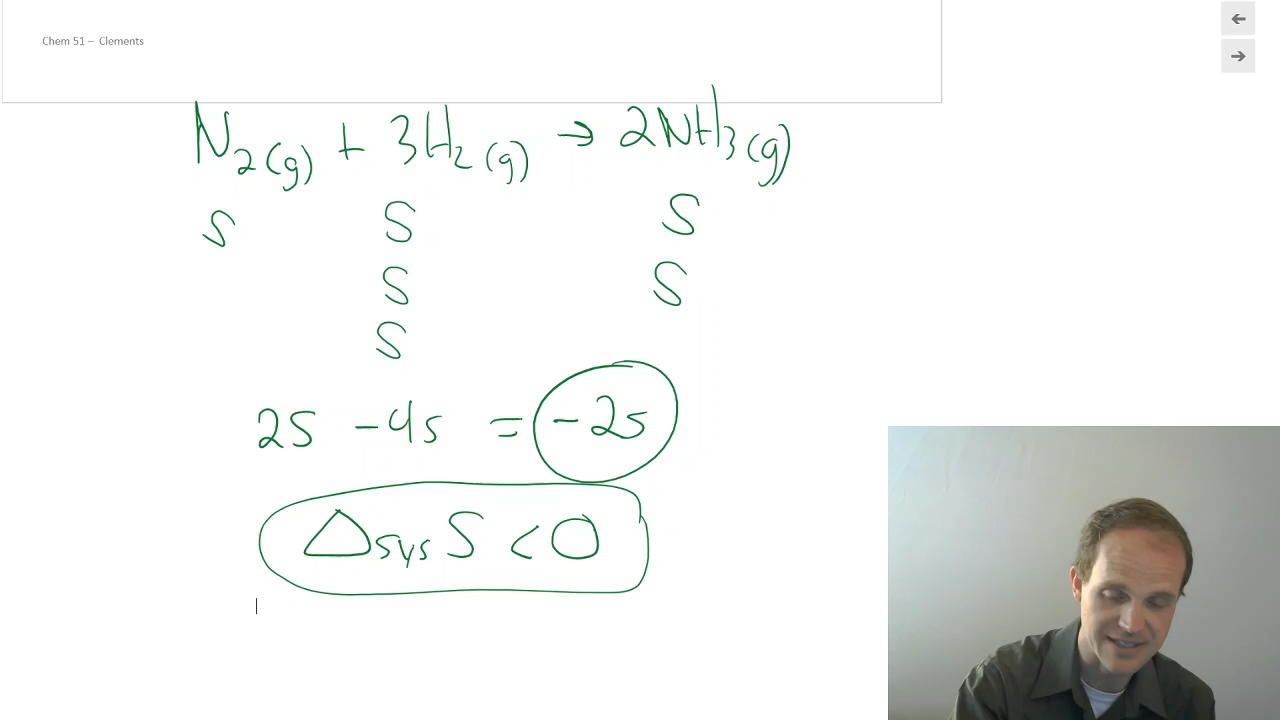 Chem 51 – Clements
N2(g) + 3H2(g) → 2NH3(g)
S S S
S S
S
2S - 4S = -2S
ΔsysS < 0